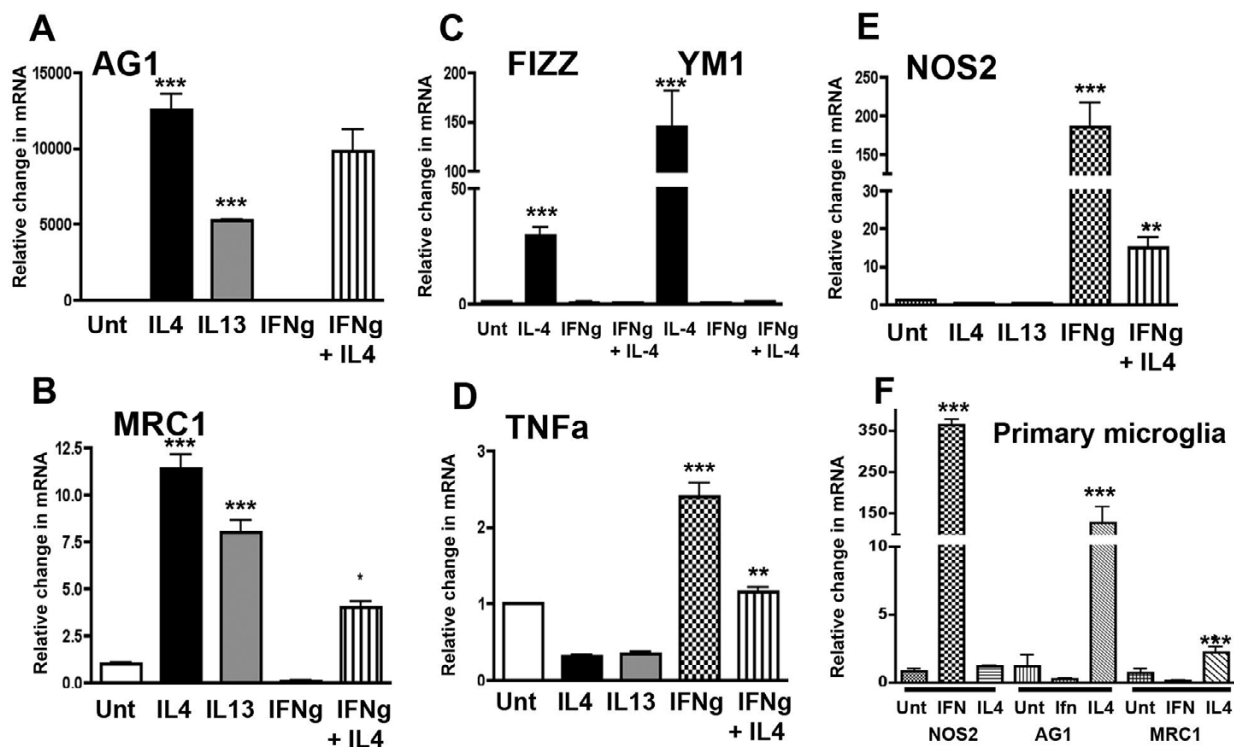 A
AG1
Relative change in mRNA
15000
10000
5000
0
***
***
Unt IL4 IL13 IFNg IFNg
+ IL4
B
MRC1
Relative change in mRNA
12.5
10.0
7.5
5.0
2.5
0.0
***
***
*
Unt IL4 IL13 IFNg IFNg
+ IL4
C
FIZZ YM1
Relative change in mRNA
200
150
100
50
0
***
***
Unt IL-4 IFNg IFNg IL-4 IFNg IFNg
+ IL-4 + IL-4
D
TNFa
Relative change in mRNA
3
2
1
0
***
**
Unt IL4 IL13 IFNg IFNg
+ IL4
E
NOS2
Relative change in mRNA
250
200
150
100
50
30
20
10
0
***
**
Unt IL4 IL13 IFNg IFNg
+ IL4
F
Primary microglia
Relative change in mRNA
350
250
150
10
5
0
***
***
***
Unt IFN IL4 Unt Ifn IL4 Unt IFN IL4
NOS2 AG1 MRC1